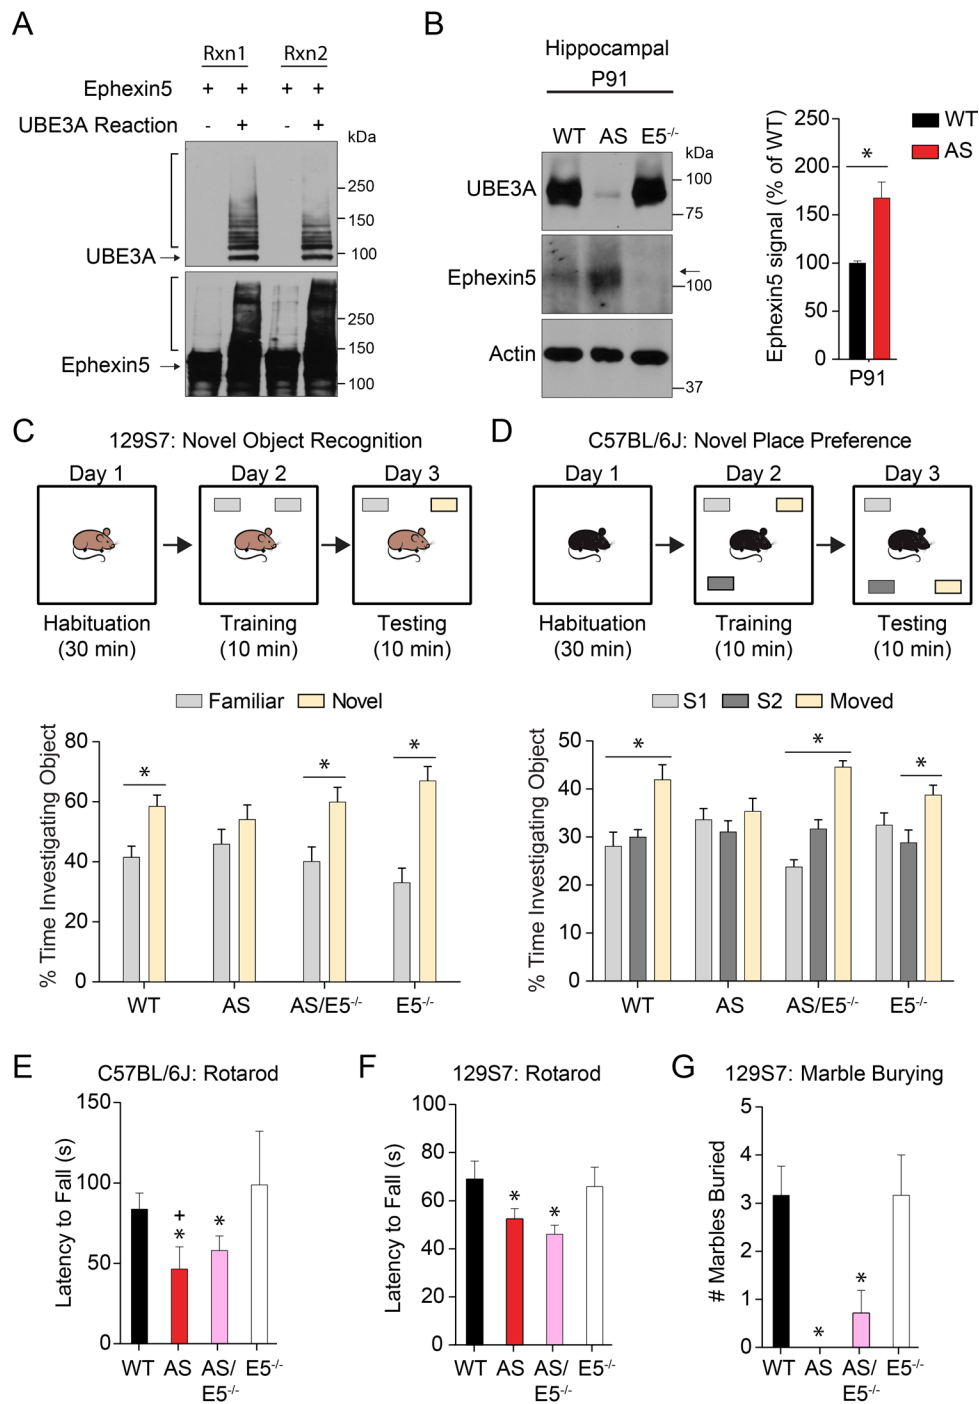 A
Rxn1 Rxn2
Ephexin5 + + + +
UBE3A Reaction - + - +
kDa
250
150
UBE3A 100
250
150
Ephexin5
100
B
Hippocampal
P91
WT AS E5-/-
kDa
UBE3A 100
75
Ephexin5
100
Actin
37
Ephexin5 signal (% of WT)
250
200
150
100
50
0
*
P91
WT
AS
C
129S7: Novel Object Recognition
Day 1 Day 2 Day 3
Habituation Training Testing
(30 min) (10 min) (10 min)
Familiar Novel
% Time Investigating Object
80
60
40
20
0
* * *
WT AS AS/E5-/- E5-/-
D
C57BL/6J: Novel Place Preference
Day 1 Day 2 Day 3
Habituation Training Testing
(30 min) (10 min) (10 min)
S1 S2 Moved
% Time Investigating Object
50
40
30
20
10
0
* * *
WT AS AS/E5-/- E5-/-
E
C57BL/6J: Rotarod
Latency to Fall (s)
150
100
50
0
+
* *
WT AS AS/ E5-/-
E5-/-
F
129S7: Rotarod
Latency to Fall (s)
100
80
60
40
20
0
* *
WT AS AS/ E5-/-
E5-/-
G
129S7: Marble Burying
# Marbles Buried
5
4
3
2
1
0
* *
WT AS AS/ E5-/-
E5-/-